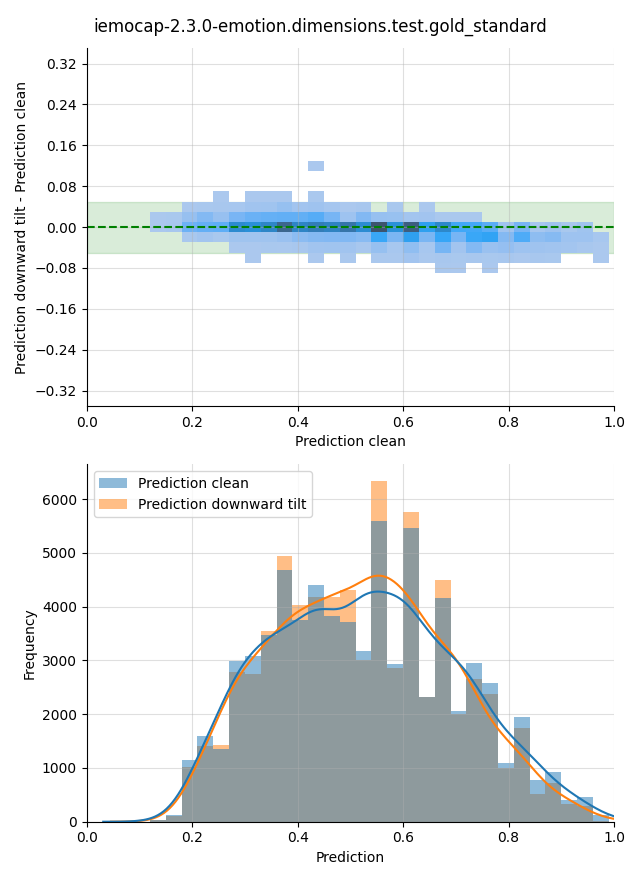 iemocap-2.3.0-emotion.dimensions.test.gold_standard
Prediction downward tilt - Prediction clean
0.32
0.24
0.16
0.08
0.00
−0.08
−0.16
−0.24
−0.32
0.0 0.2 0.4 0.6 0.8 1.0
Prediction clean
Prediction clean
Prediction downward tilt
Frequency
6000
5000
4000
3000
2000
1000
0
0.0 0.2 0.4 0.6 0.8 1.0
Prediction